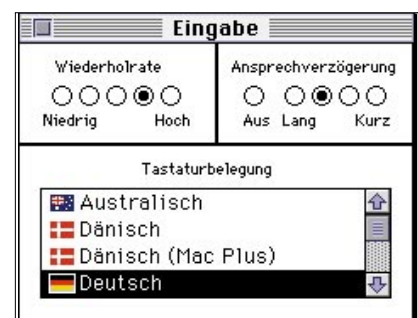 Eingabe
Wiederholrate
Niedrig Hoch
Ansprechverzögerung
Aus Lang Kurz
Tastaturbelegung
Australisch
Dänisch
Dänisch (Mac Plus)
Deutsch